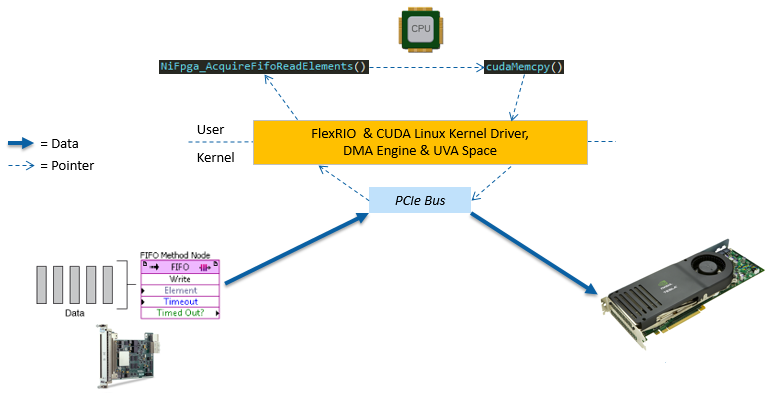 CPU
NiFpga_AcquireFifoReadElements()
cudaMemcpy()
User
FlexRIO & CUDA Linux Kernel Driver,
DMA Engine & UVA Space
Kernel
= Data
= Pointer
PCIe Bus
FIFO Method Node
FIFO
Write
Element
Timeout
Timed Out?
Data